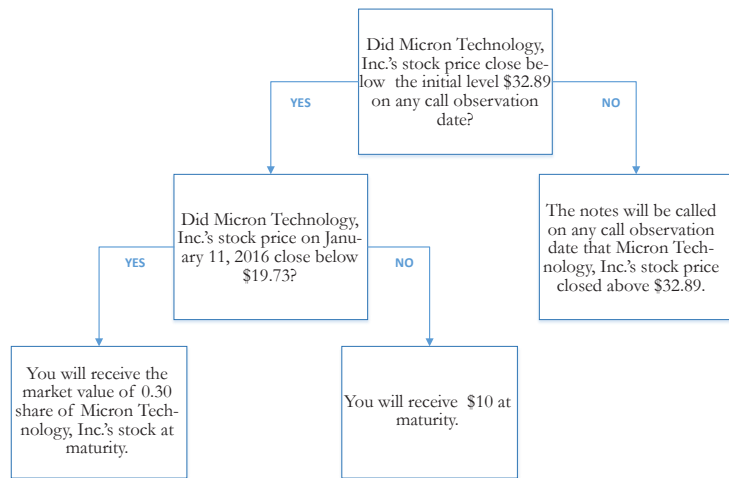 Did Micron Technology,
Inc.'s stock price close be-
low the initial level $32.89
on any call observation
date?
YES
NO
Did Micron Technology,
Inc.'s stock price on Janu-
ary 11, 2016 close below
$19.73?
The notes will be called
on any call observation
date that Micron Tech-
nology, Inc.'s stock price
closed above $32.89.
YES
NO
You will receive the
market value of 0.30
share of Micron Tech-
nology, Inc.'s stock at
maturity.
You will receive $10 at
maturity.